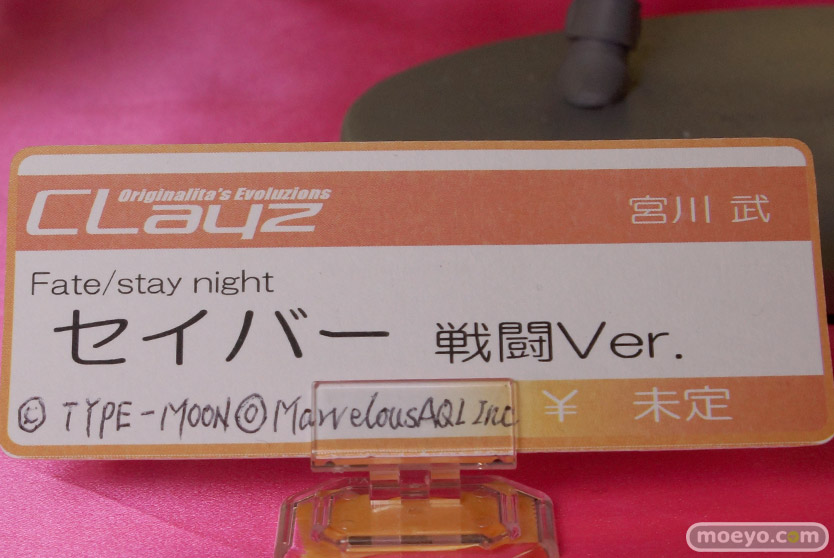 Originalita's Evoluzions
CLayz
宮川 武
Fate/stay night
セイバー 戦闘Ver.
© TYPE-MOON © MarvelousAQL Inc
¥ 未定
moeyo.com